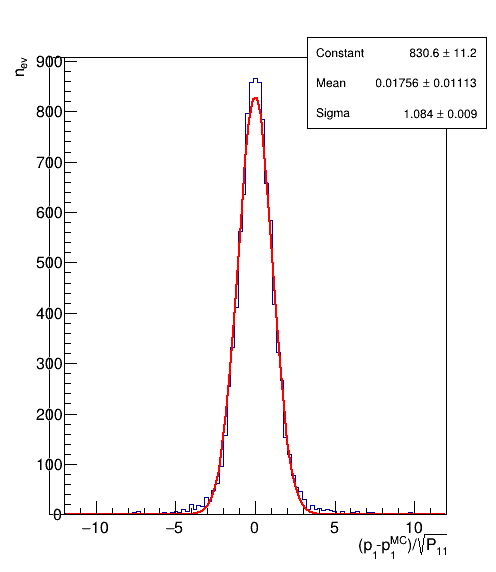 Constant 830.6 ± 11.2
Mean 0.01756 ± 0.01113
Sigma 1.084 ± 0.009
n_ev
900
800
700
600
500
400
300
200
100
0
−10 −5 0 5 10
(p_1-p_1^MC)/√P_11